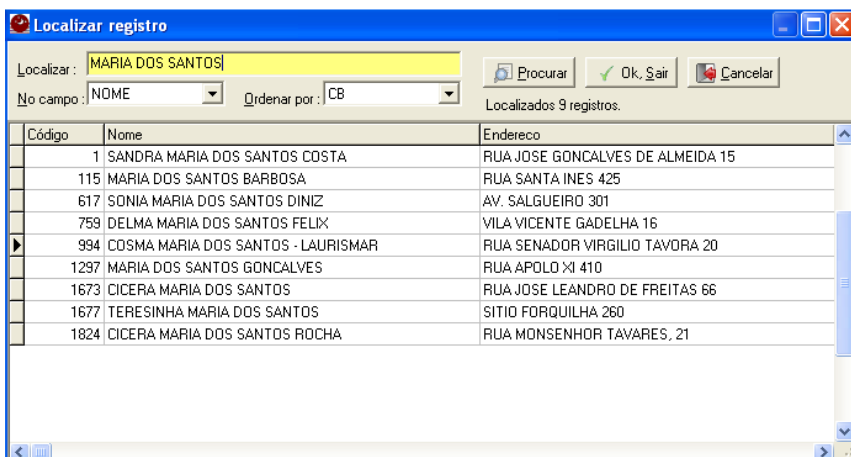 Localizar registro
Localizar : MARIA DOS SANTOS
Procurar Ok, Sair Cancelar
No campo : NOME Ordenar por : CB
Localizados 9 registros.
Código Nome Endereco
1 SANDRA MARIA DOS SANTOS COSTA RUA JOSE GONCALVES DE ALMEIDA 15
115 MARIA DOS SANTOS BARBOSA RUA SANTA INES 425
617 SONIA MARIA DOS SANTOS DINIZ AV. SALGUEIRO 301
759 DELMA MARIA DOS SANTOS FELIX VILA VICENTE GADELHA 16
994 COSMA MARIA DOS SANTOS - LAURISMAR RUA SENADOR VIRGILIO TAVORA 20
1297 MARIA DOS SANTOS GONCALVES RUA APOLO XI 410
1673 CICERA MARIA DOS SANTOS RUA JOSE LEANDRO DE FREITAS 66
1677 TERESINHA MARIA DOS SANTOS SITIO FORQUILHA 260
1824 CICERA MARIA DOS SANTOS ROCHA RUA MONSENHOR TAVARES, 21